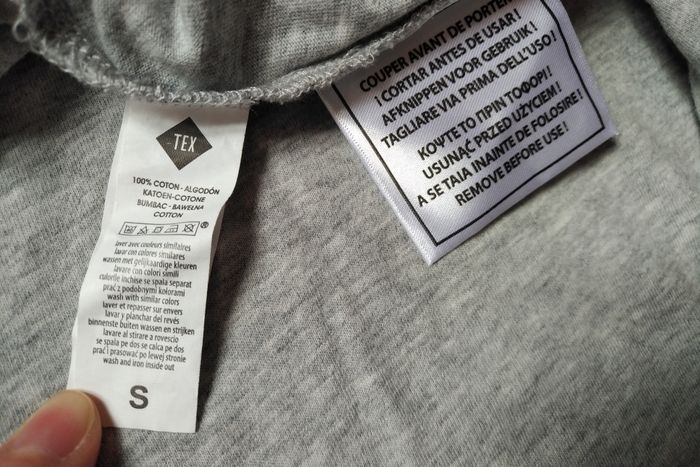 TEX
100% COTON - ALGODÓN
KATOEN-COTONE
BUMBAC - BAWEŁNA
COTTON
®
laver avec couleurs similaires
lavar con colores simulares
wassen met gelijkaardige kleuren
lavare con colori simili
culorile inchise se spala separat
prać z podobnymi kolorami
wash with similar colors
laver et repasser sur envers
lavar y planchar del revés
binnenste buiten wassen en strijken
lavare al stirare a rovescio
se spala pe dos se calca pe dos
prać i prasować po lewej stronie
wash and iron inside out
S
COUPER AVANT DE PORTER
¡ CORTAR ANTES DE USAR !
AFKNIPPEN VOOR GEBRUIK !
TAGLIARE VIA PRIMA DELL'USO !
ΚΟΨΤΕ ΤΟ ΠΡΙΝ ΤΟΦΟΡΙ !
USUNĄĆ PRZED UŻYCIEM !
A SE TAIA INAINTE DE FOLOSIRE !
REMOVE BEFORE USE !